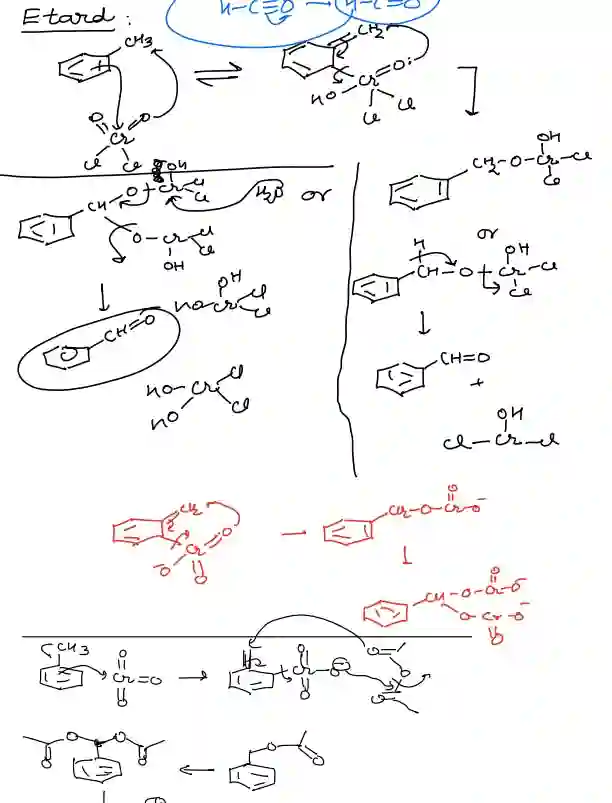 H-C≡O → H-C≡O
Etard :
CH3
CH2
O
O
Cr
Cl
Cl
O:
Cr
HO
Cl
Cl
OH
CH2-O-Cr-Cl
Cl
OH
CH
O
Cr
Cl
Cl
H2O
or
O-Cr
Cl
Cl
OH
or
H
OH
CH-O
Cr-Cl
Cl
CH=O
OH
HO-Cr
Cl
Cl
HO-Cr
HO
Cl
Cl
CH=O
+
OH
Cl-Cr-Cl
CH2
O
Cr
⁻O
O
CH2-O-Cr-O⁻
O
CH-O-Cr-O⁻
O
O-Cr-O⁻
O
CH3
O
Cr=O
O
O
Cr-O⊖
O
O
O
O
O
O
O
O
O
O